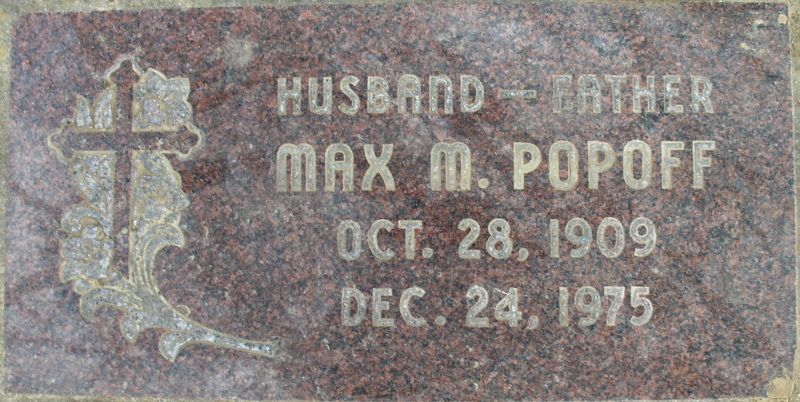 HUSBAND — FATHER
MAX M. POPOFF
OCT. 28, 1909
DEC. 24, 1975